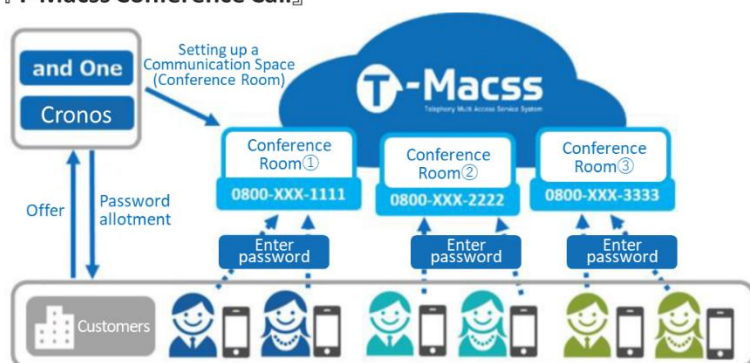 T-Macss Conference Call』
and One
Cronos
Setting up a
Communication Space
(Conference Room)
T-Macss
Telephony Multi Access Service System
Conference
Room①
0800-XXX-1111
Conference
Room②
0800-XXX-2222
Conference
Room③
0800-XXX-3333
Offer
Password
allotment
Enter
password
Enter
password
Enter
password
Customers